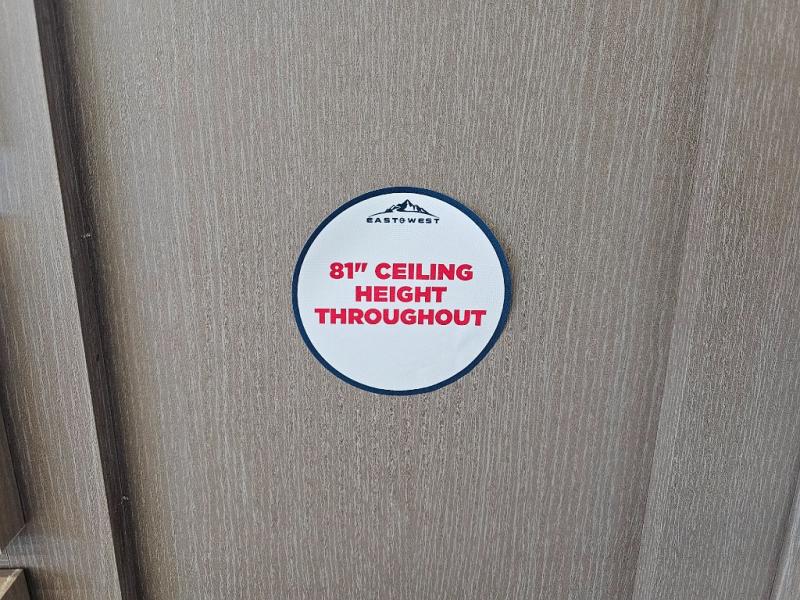 EAST&WEST
81" CEILING
HEIGHT
THROUGHOUT